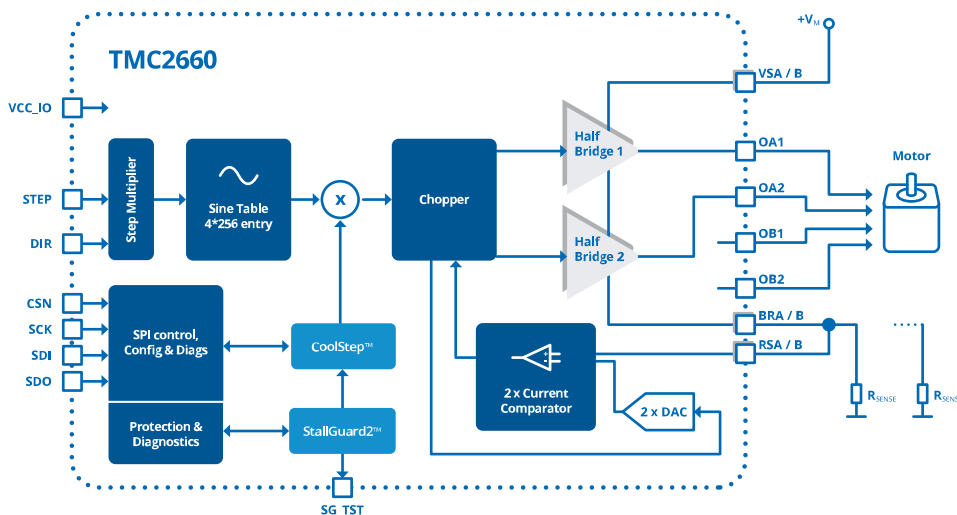 +VM
TMC2660
VSA / B
VCC_IO
Half
Bridge 1
OA1
Motor
Step Multiplier
Sine Table
4*256 entry
X
Chopper
STEP
OA2
DIR
Half
Bridge 2
OB1
OB2
CSN
SCK
SDI
SDO
SPI control,
Config & Diags
CoolStep™
BRA / B
RSA / B
2 x Current
Comparator
2 x DAC
RSENSE
RSENS
Protection &
Diagnostics
StallGuard2™
SG_TST